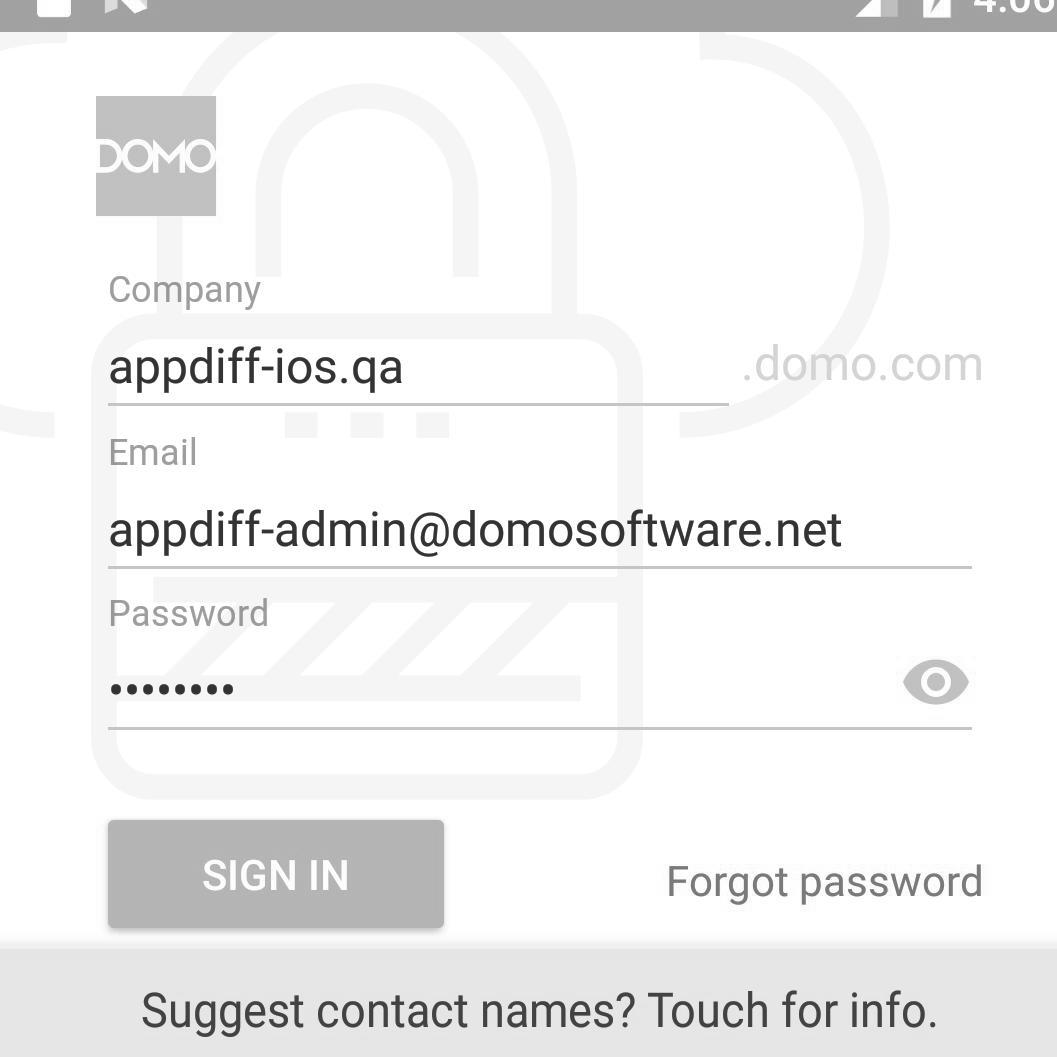 4:06
DOMO
Company
appdiff-ios.qa
.domo.com
Email
appdiff-admin@domosoftware.net
Password
••••••••
SIGN IN
Forgot password
Suggest contact names? Touch for info.